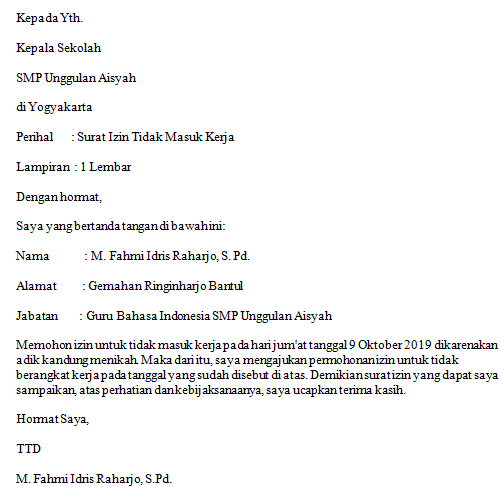 Kepada Yth.
Kepala Sekolah
SMP Unggulan Aisyah
di Yogyakarta
Perihal : Surat Izin Tidak Masuk Kerja
Lampiran : 1 Lembar
Dengan hormat,
Saya yang bertanda tangan di bawah ini:
Nama : M. Fahmi Idris Raharjo, S. Pd.
Alamat : Gemahan Ringinharjo Bantul
Jabatan : Guru Bahasa Indonesia SMP Unggulan Aisyah
Memohon izin untuk tidak masuk kerja pada hari jum'at tanggal 9 Oktober 2019 dikarenakan
adik kandung menikah. Maka dari itu, saya mengajukan permohonan izin untuk tidak
berangkat kerja pada tanggal yang sudah disebut di atas. Demikian surat izin yang dapat saya
sampaikan, atas perhatian dan kebijaksanaanya, saya ucapkan terima kasih.
Hormat Saya,
TTD
M. Fahmi Idris Raharjo, S.Pd.